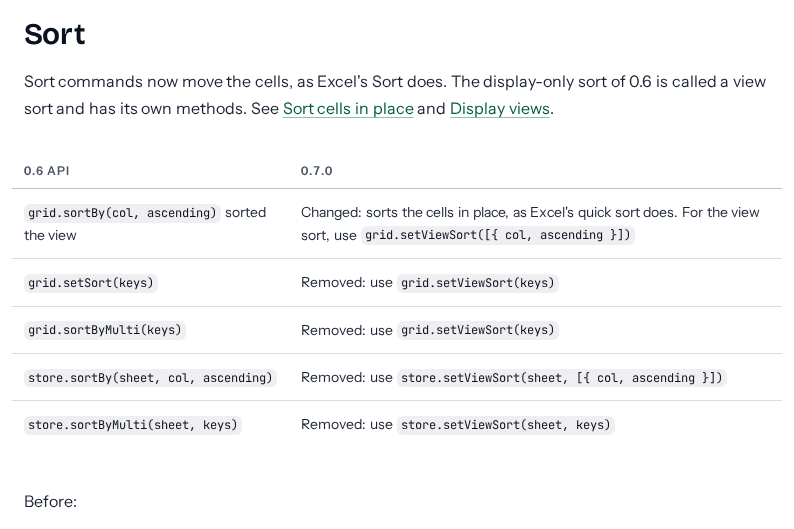 Sort
Sort commands now move the cells, as Excel's Sort does. The display-only sort of 0.6 is called a view
sort and has its own methods. See Sort cells in place and Display views.
0.6 API 0.7.0
grid.sortBy(col, ascending) sorted
the view
Changed: sorts the cells in place, as Excel's quick sort does. For the view
sort, use grid.setViewSort([{ col, ascending }])
grid.setSort(keys) Removed: use grid.setViewSort(keys)
grid.sortByMulti(keys) Removed: use grid.setViewSort(keys)
store.sortBy(sheet, col, ascending) Removed: use store.setViewSort(sheet, [{ col, ascending }])
store.sortByMulti(sheet, keys) Removed: use store.setViewSort(sheet, keys)
Before: